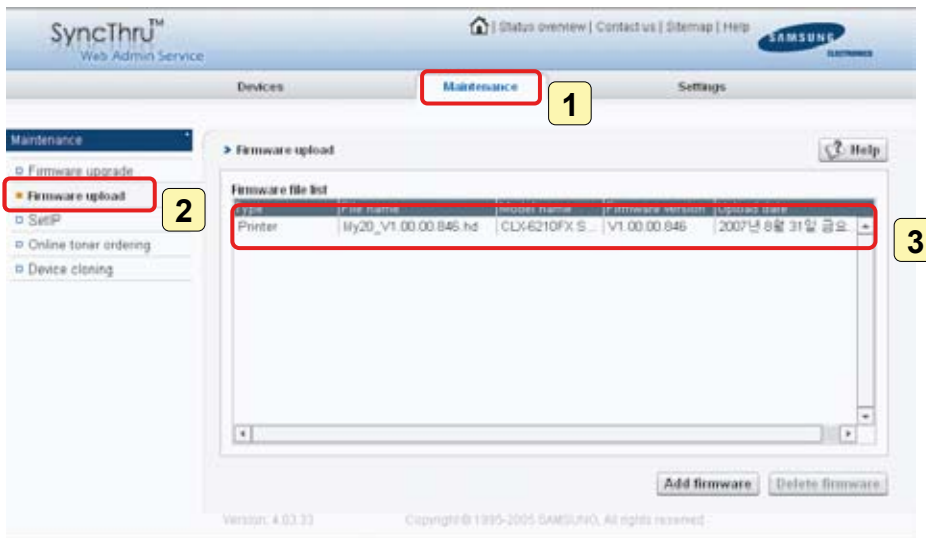 SyncThru™
Web Admin Service
| Status overview | Contact us | Sitemap | Help
SAMSUNG
ELECTRONICS
Devices
Maintenance
Settings
1
Maintenance
Firmware upgrade
Firmware upload
SetIP
Online toner ordering
Device cloning
2
> Firmware upload
Help
Firmware file list
Type File name Model name Firmware version Upload date
Printer lily20_V1.00.00.846.hd CLX-6210FX S... V1.00.00.846 2007년 8월 31일 금요
3
Add firmware
Delete firmware
Version: 4.03.33
Copyright © 1995-2005 SAMSUNG, All rights reserved